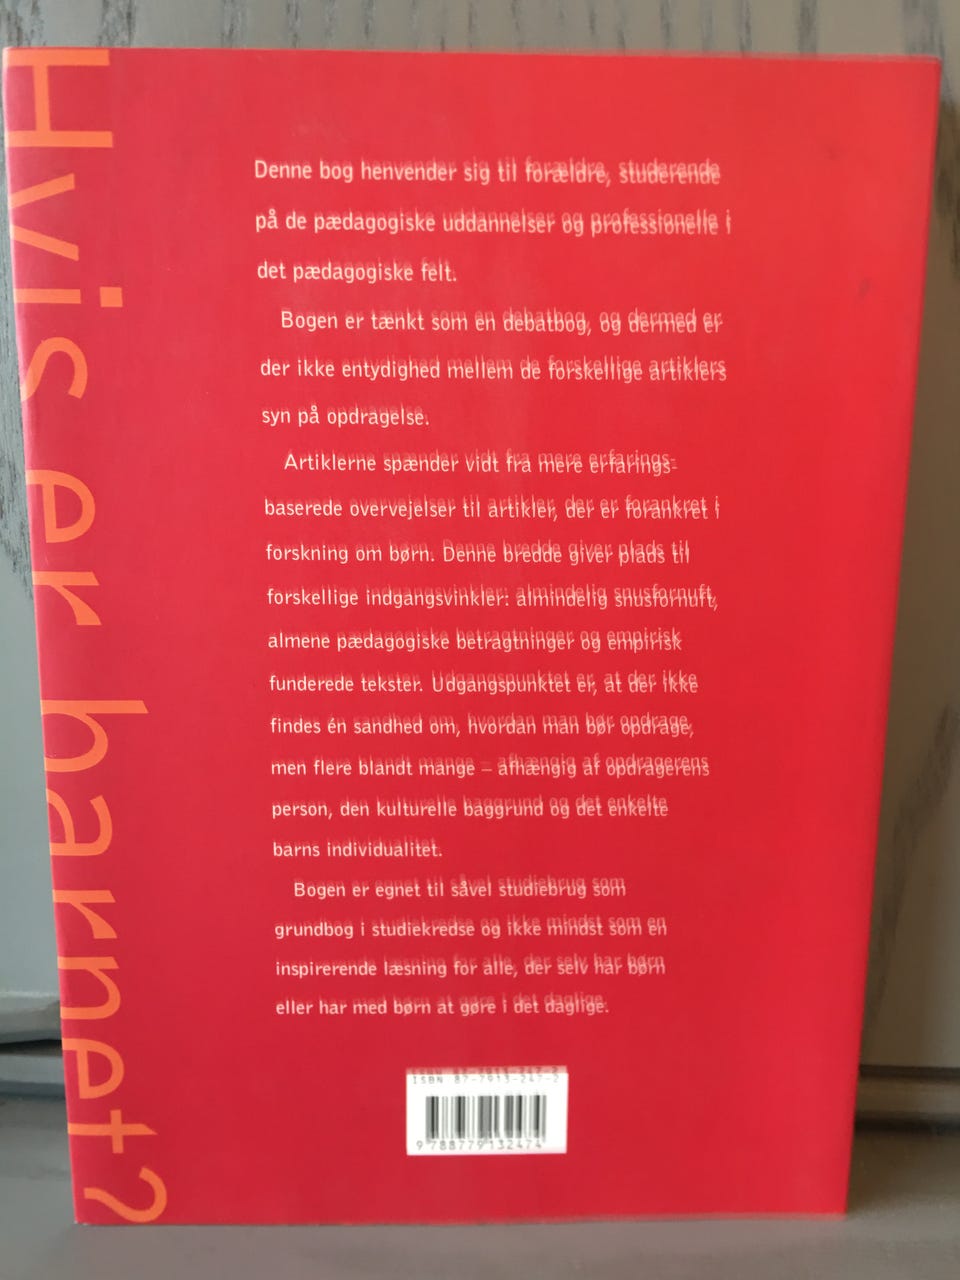 Hvis er barnet?
Denne bog henvender sig til forældre, studerende
på de pædagogiske uddannelser og professionelle i
det pædagogiske felt.
Bogen er tænkt som en debatbog, og dermed er
der ikke entydighed mellem de forskellige artiklers
syn på opdragelse.
Artiklerne spænder vidt fra mere erfarings-
baserede overvejelser til artikler, der er forankret i
forskning om børn. Denne bredde giver plads til
forskellige indgangsvinkler: almindelig snusfornuft,
almene pædagogiske betragtninger og empirisk
funderede tekster. Udgangspunktet er, at der ikke
findes én sandhed om, hvordan man bør opdrage,
men flere blandt mange – afhængig af opdragerens
person, den kulturelle baggrund og det enkelte
barns individualitet.
Bogen er egnet til såvel studiebrug som
grundbog i studiekredse og ikke mindst som en
inspirerende læsning for alle, der selv har børn
eller har med børn at gøre i det daglige.
ISBN 87-7913-247-2
9 788779 132474